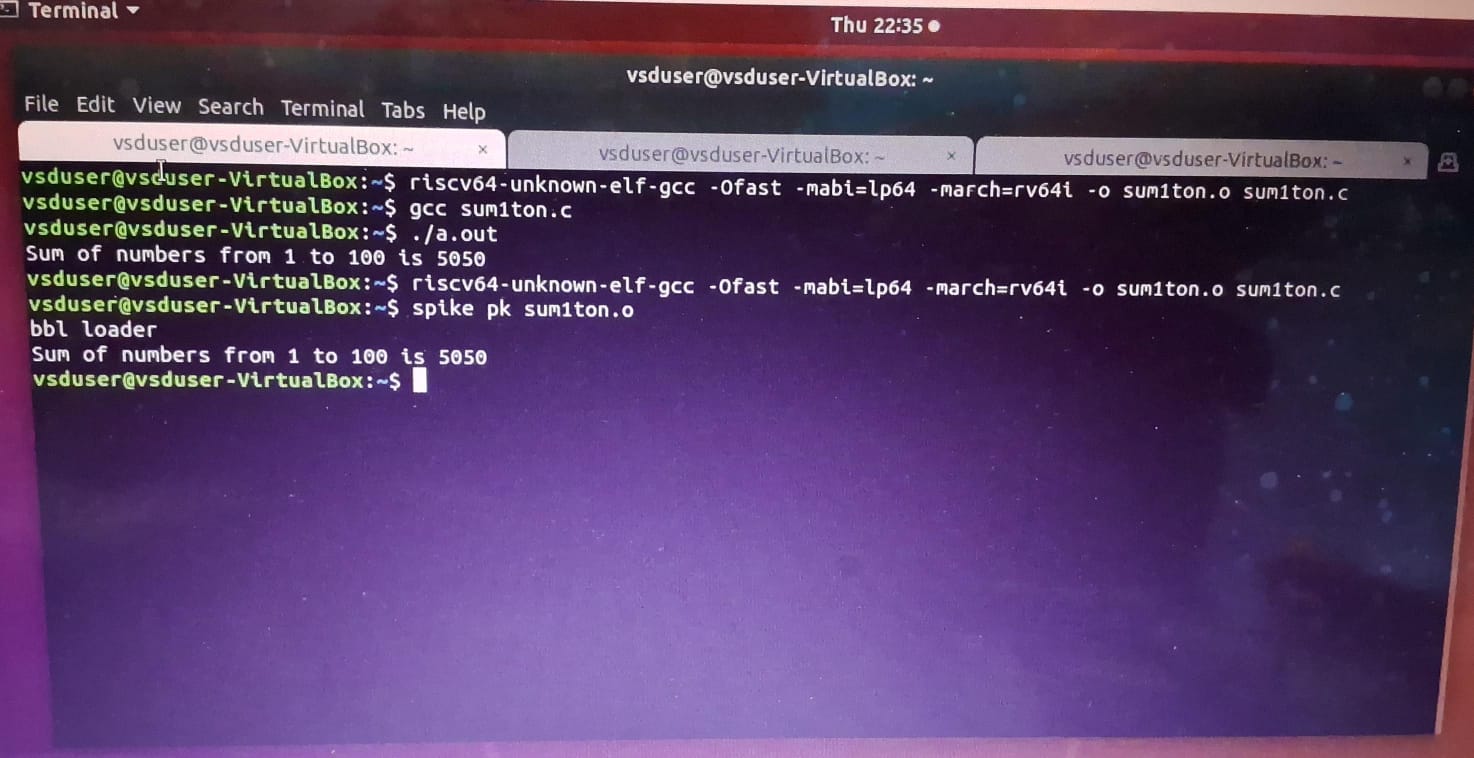 Terminal
Thu 22:35
vsduser@vsduser-VirtualBox: ~
File Edit View Search Terminal Tabs Help
vsduser@vsduser-VirtualBox: ~ × vsduser@vsduser-VirtualBox: ~ × vsduser@vsduser-VirtualBox: ~ ×
vsduser@vsduser-VirtualBox:~$ riscv64-unknown-elf-gcc -Ofast -mabi=lp64 -march=rv64i -o sum1ton.o sum1ton.c
vsduser@vsduser-VirtualBox:~$ gcc sum1ton.c
vsduser@vsduser-VirtualBox:~$ ./a.out
Sum of numbers from 1 to 100 is 5050
vsduser@vsduser-VirtualBox:~$ riscv64-unknown-elf-gcc -Ofast -mabi=lp64 -march=rv64i -o sum1ton.o sum1ton.c
vsduser@vsduser-VirtualBox:~$ spike pk sum1ton.o
bbl loader
Sum of numbers from 1 to 100 is 5050
vsduser@vsduser-VirtualBox:~$